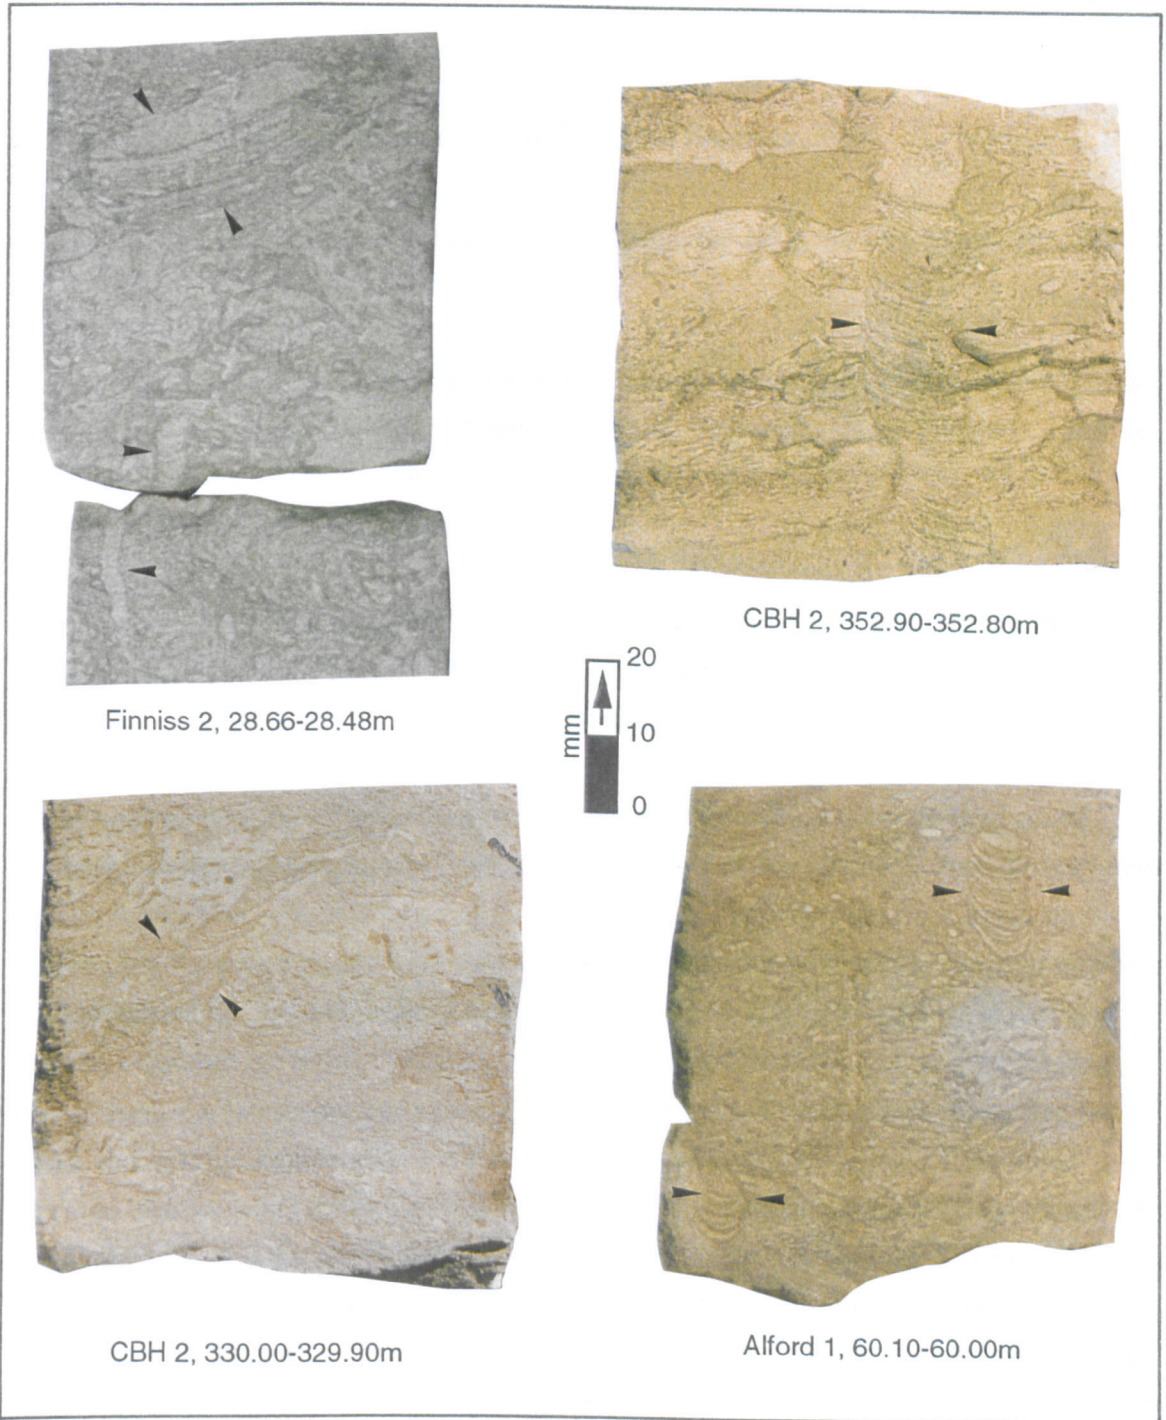 CBH 2, 352.90-352.80m
Finniss 2, 28.66-28.48m
20
10
0
mm
CBH 2, 330.00-329.90m
Alford 1, 60.10-60.00m